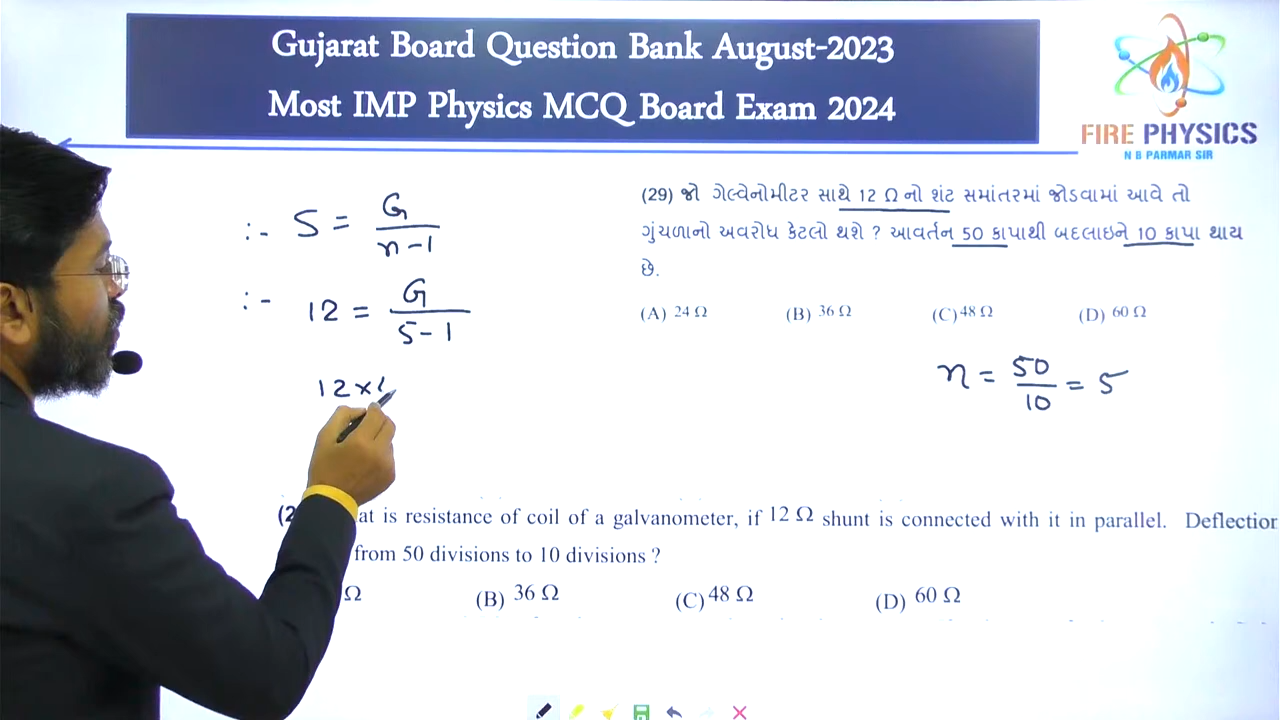 Gujarat Board Question Bank August-2023
Most IMP Physics MCQ Board Exam 2024
FIRE PHYSICS
N B PARMAR SIR
(29) જો ગેલ્વેનોમીટર સાથે 12 Ω નો શંટ સમાંતરમાં જોડવામાં આવે તો
ગુંચળાનો અવરોધ કેટલો થશે ? આવર્તન 50 કાપાથી બદલાઇને 10 કાપા થાય
છે.
(A) 24 Ω (B) 36 Ω (C) 48 Ω (D) 60 Ω
:- S = G / n-1
:- 12 = G / 5-1
12 ×
n = 50 / 10 = 5
(2 at is resistance of coil of a galvanometer, if 12 Ω shunt is connected with it in parallel. Deflection
from 50 divisions to 10 divisions ?
Ω (B) 36 Ω (C) 48 Ω (D) 60 Ω